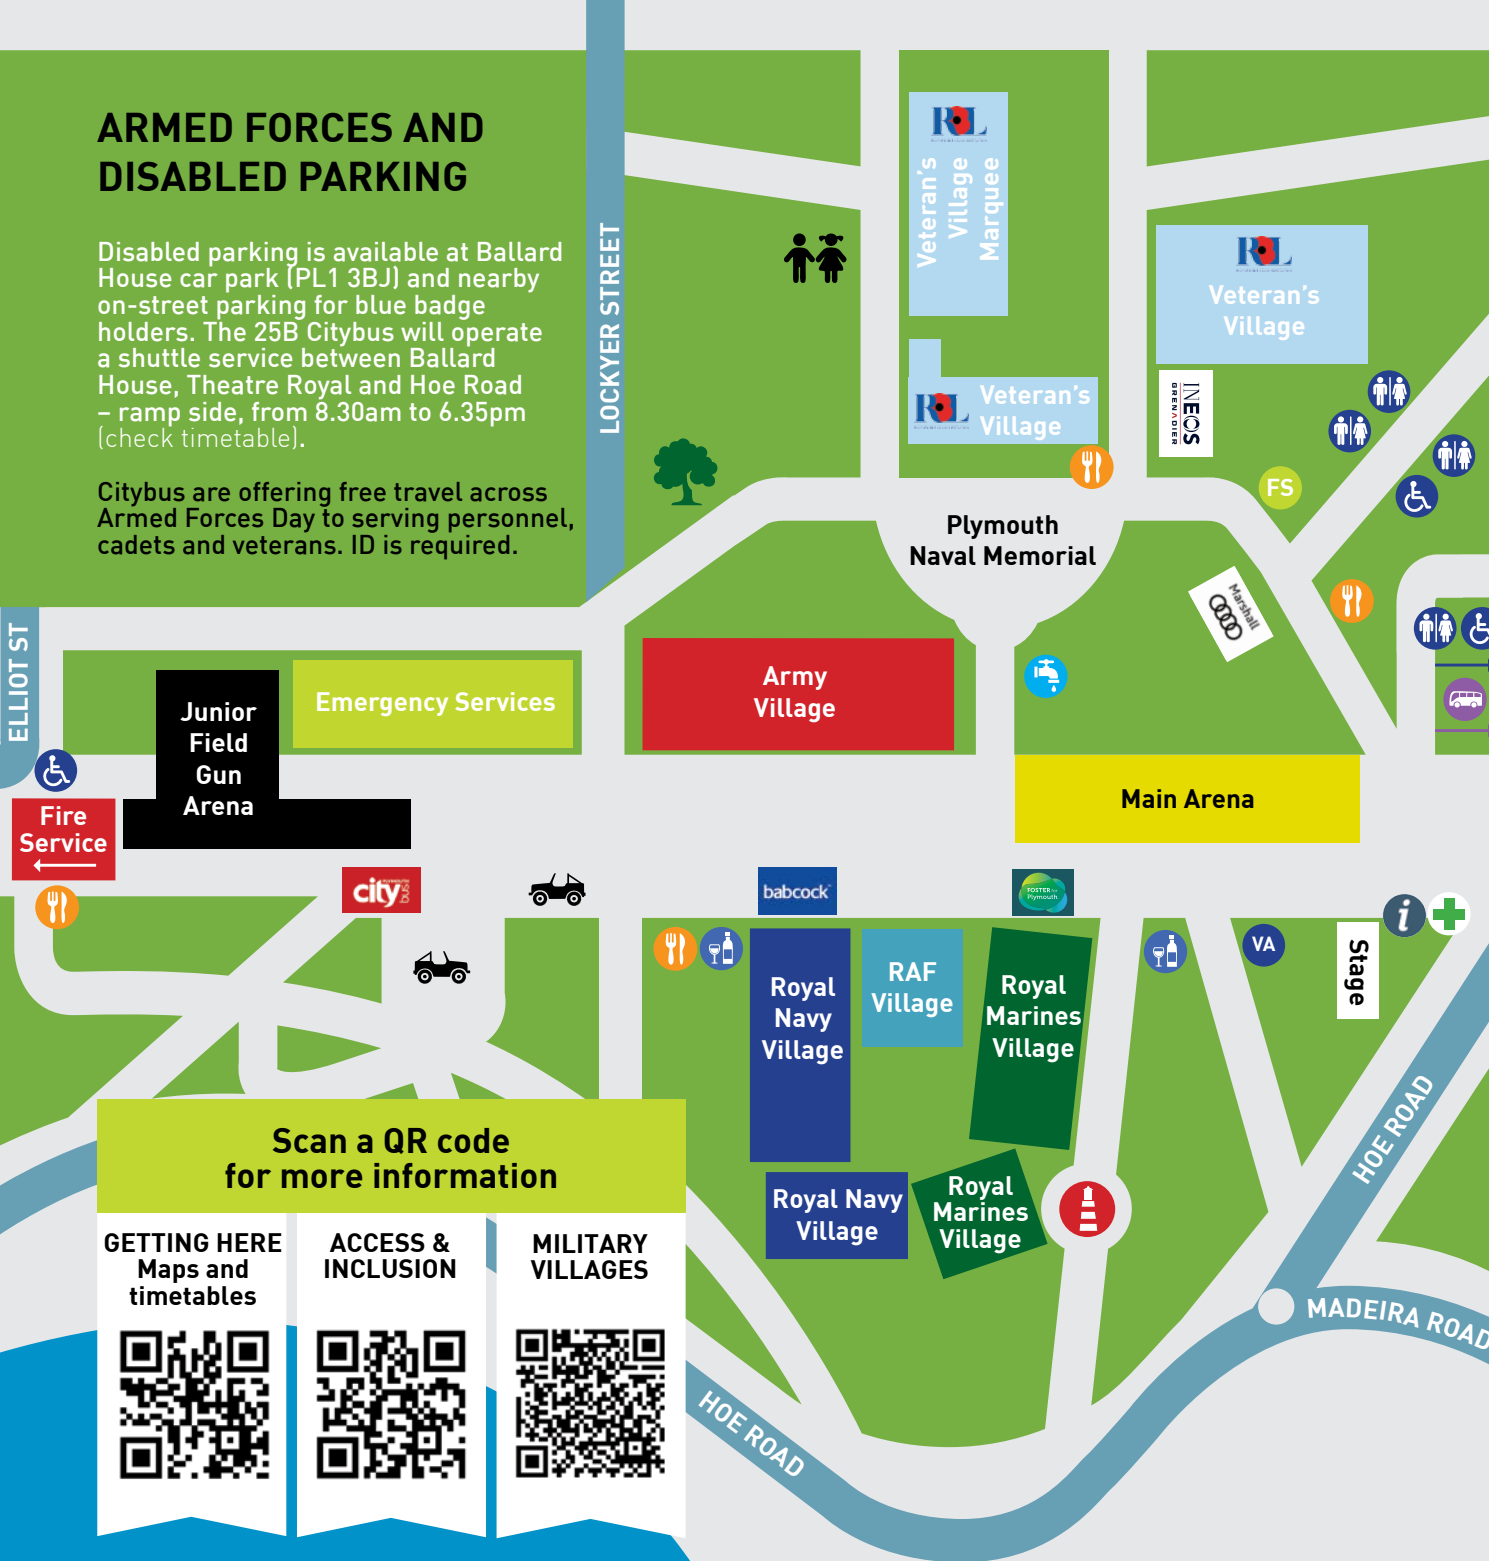 ARMED FORCES AND
DISABLED PARKING
Disabled parking is available at Ballard
House car park (PL1 3BJ) and nearby
on-street parking for blue badge
holders. The 25B Citybus will operate
a shuttle service between Ballard
House, Theatre Royal and Hoe Road
– ramp side, from 8.30am to 6.35pm
(check timetable).
Citybus are offering free travel across
Armed Forces Day to serving personnel,
cadets and veterans. ID is required.
LOCKYER STREET
Veteran's
Village
Marquee
Veteran's
Village
Veteran's
Village
INEOS
GRENADIER
FS
Plymouth
Naval Memorial
Marshall
ELLIOT ST
Junior
Field
Gun
Arena
Emergency Services
Army
Village
Main Arena
Fire
Service
city
bus
babcock
FOSTER for
Plymouth
i
VA
Stage
Royal
Navy
Village
RAF
Village
Royal
Marines
Village
Royal Navy
Village
Royal
Marines
Village
HOE ROAD
MADEIRA ROAD
HOE ROAD
Scan a QR code
for more information
GETTING HERE
Maps and
timetables
ACCESS &
INCLUSION
MILITARY
VILLAGES